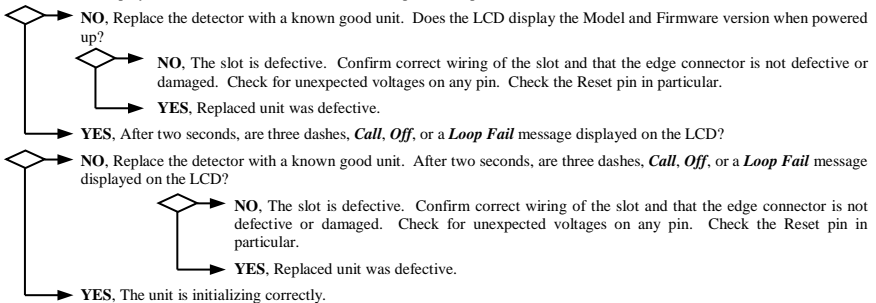 NO, Replace the detector with a known good unit. Does the LCD display the Model and Firmware version when powered
up?
NO, The slot is defective. Confirm correct wiring of the slot and that the edge connector is not defective or
damaged. Check for unexpected voltages on any pin. Check the Reset pin in particular.
YES, Replaced unit was defective.
YES, After two seconds, are three dashes, Call, Off, or a Loop Fail message displayed on the LCD?
NO, Replace the detector with a known good unit. After two seconds, are three dashes, Call, Off, or a Loop Fail message
displayed on the LCD?
NO, The slot is defective. Confirm correct wiring of the slot and that the edge connector is not
defective or damaged. Check for unexpected voltages on any pin. Check the Reset pin in
particular.
YES, Replaced unit was defective.
YES, The unit is initializing correctly.